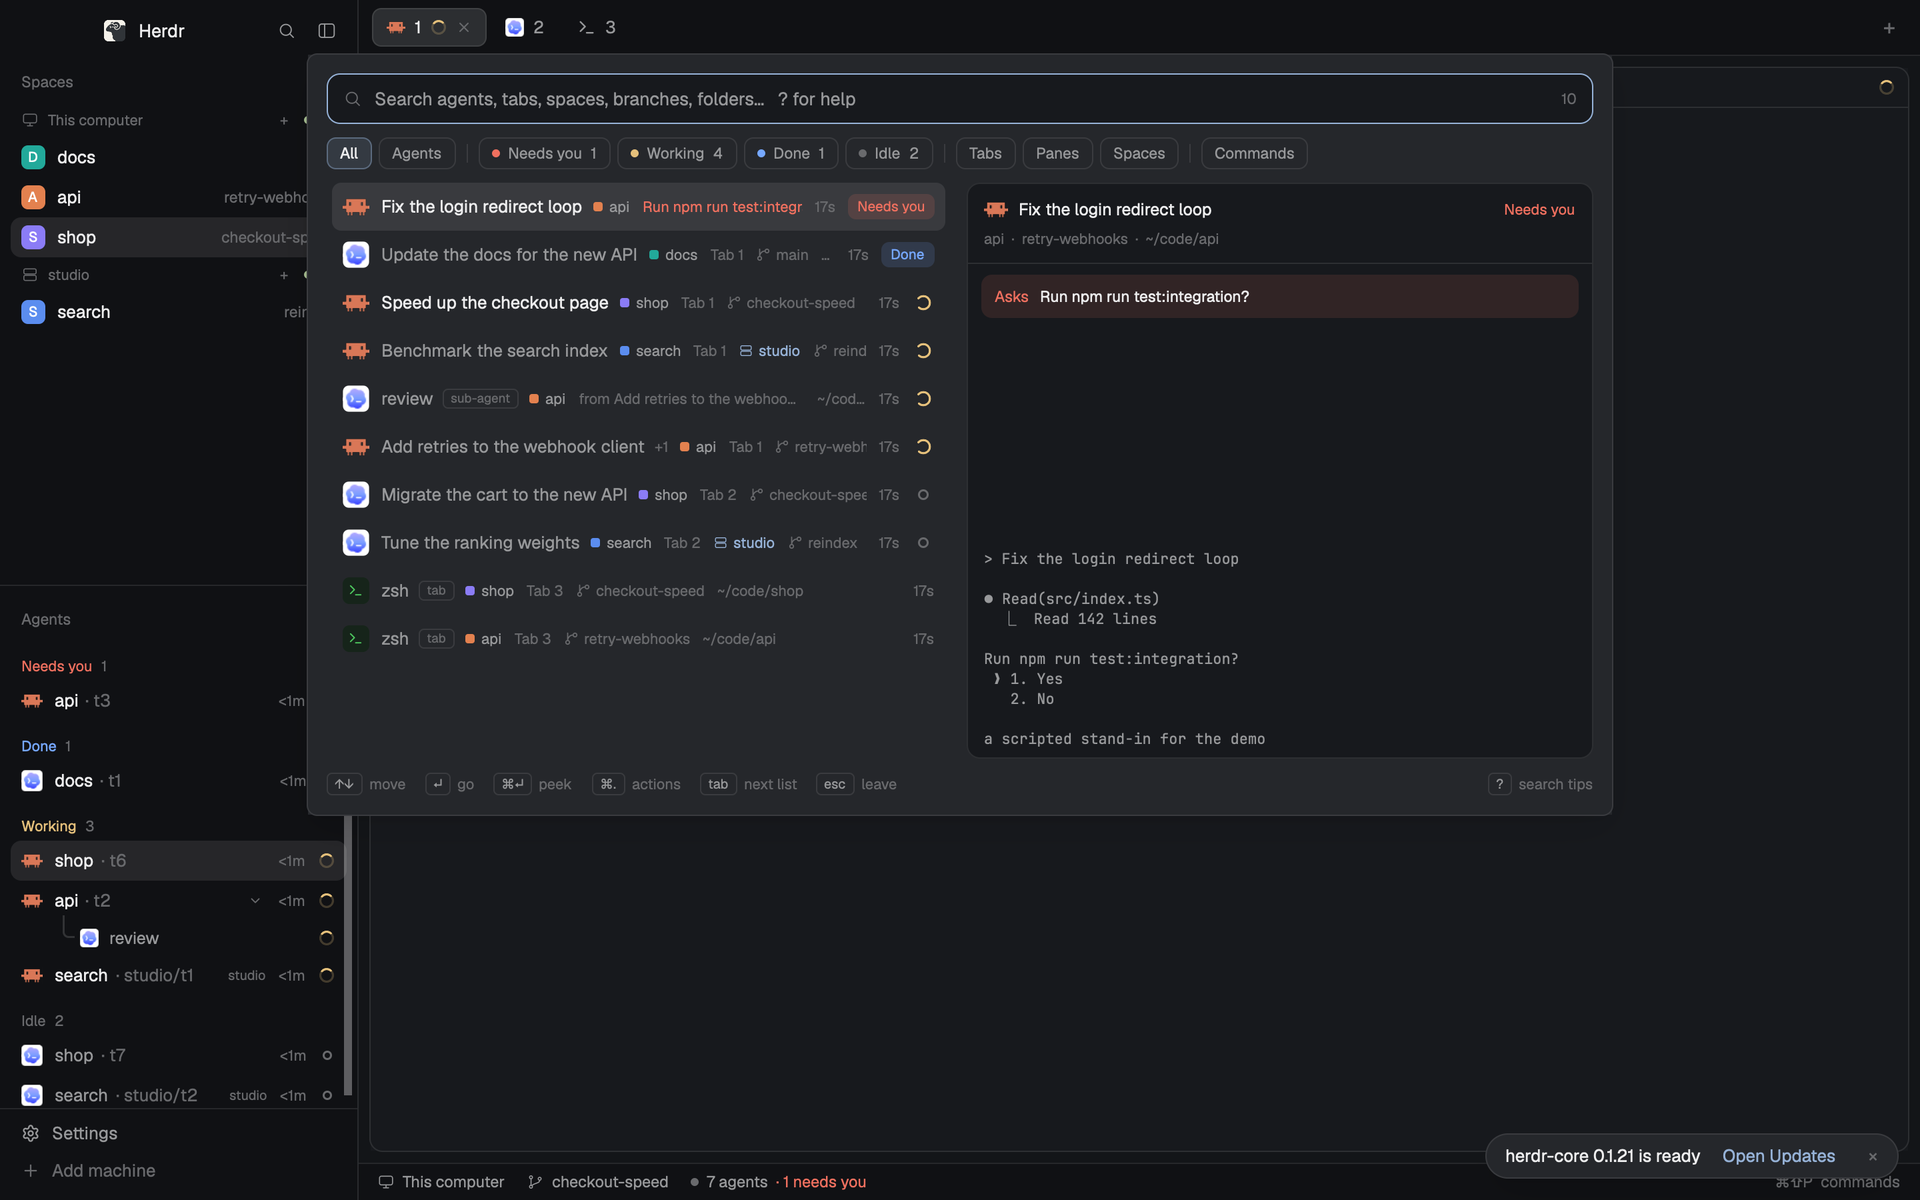 Herdr
1
2
3
Spaces
This computer
D docs
A api retry-webho
S shop checkout-sp
studio
S search rein
Agents
Needs you 1
api · t3 <1m
Done 1
docs · t1 <1m
Working 3
shop · t6 <1m
api · t2 <1m
review
search · studio/t1 studio <1m
Idle 2
shop · t7 <1m
search · studio/t2 studio <1m
Settings
Add machine
Search agents, tabs, spaces, branches, folders... ? for help 10
All Agents Needs you 1 Working 4 Done 1 Idle 2 Tabs Panes Spaces Commands
Fix the login redirect loop api Run npm run test:integr 17s Needs you
Update the docs for the new API docs Tab 1 main ... 17s Done
Speed up the checkout page shop Tab 1 checkout-speed 17s
Benchmark the search index search Tab 1 studio reind 17s
review sub-agent api from Add retries to the webhoo... ~/cod... 17s
Add retries to the webhook client +1 api Tab 1 retry-webh 17s
Migrate the cart to the new API shop Tab 2 checkout-spee 17s
Tune the ranking weights search Tab 2 studio reindex 17s
zsh tab shop Tab 3 checkout-speed ~/code/shop 17s
zsh tab api Tab 3 retry-webhooks ~/code/api 17s
Fix the login redirect loop Needs you
api · retry-webhooks · ~/code/api
Asks Run npm run test:integration?
> Fix the login redirect loop
● Read(src/index.ts)
⎿ Read 142 lines
Run npm run test:integration?
❯ 1. Yes
2. No
a scripted stand-in for the demo
↑↓ move ↵ go ⌘↵ peek ⌘. actions tab next list esc leave ? search tips
herdr-core 0.1.21 is ready Open Updates ×
This computer checkout-speed 7 agents · 1 needs you ⌘⇧P commands